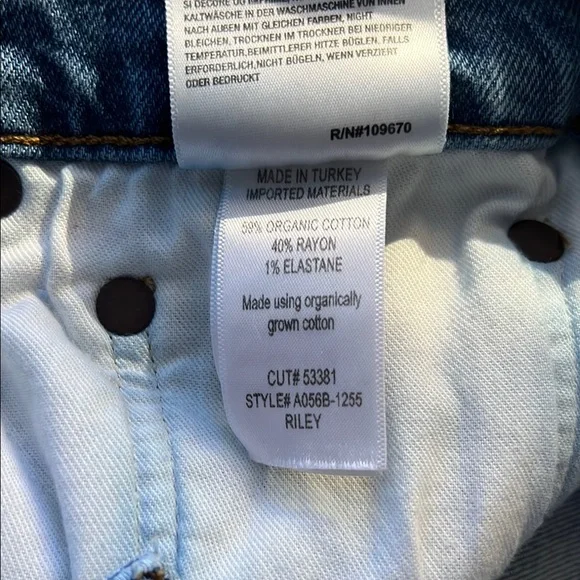 SI DECORE OU
KALTWÄSCHE IN DER WASCHMASCHINE VON INNEN
NACH AUßEN MIT GLEICHEN FARBEN, NIGHT
BLEICHEN, TROCKNEN IM TROCKNER BEI NIEDRIGER
TEMPERATUR,BEIMITTLERER HITZE BÜGLEN, FALLS
ERFORDERLICH,NICHT BÜGELN, WENN VERZIERT
ODER BEDRUCKT
R/N#109670
MADE IN TURKEY
IMPORTED MATERIALS
59% ORGANIC COTTON
40% RAYON
1% ELASTANE
Made using organically
grown cotton
CUT# 53381
STYLE# A056B-1255
RILEY